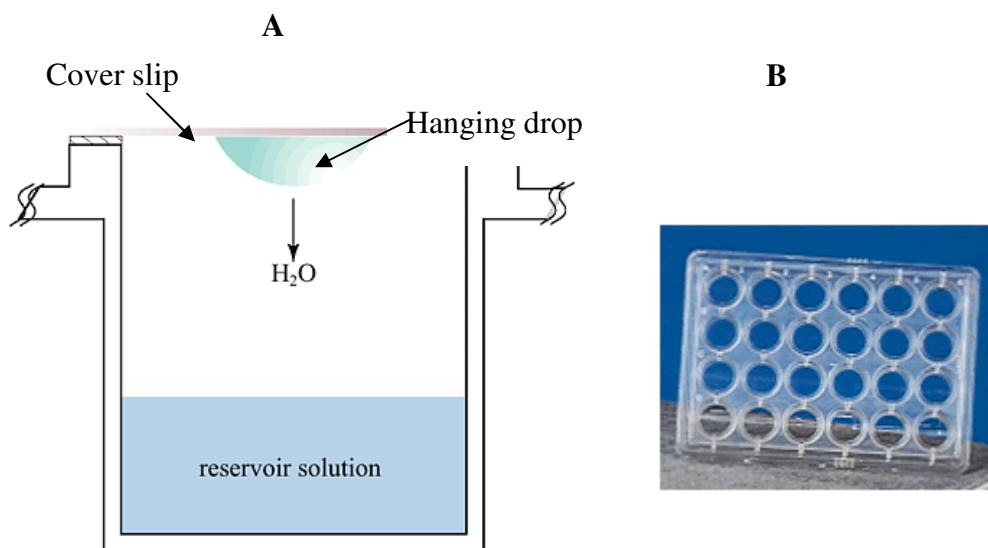 A
B
Cover slip
Hanging drop
H₂O
reservoir solution